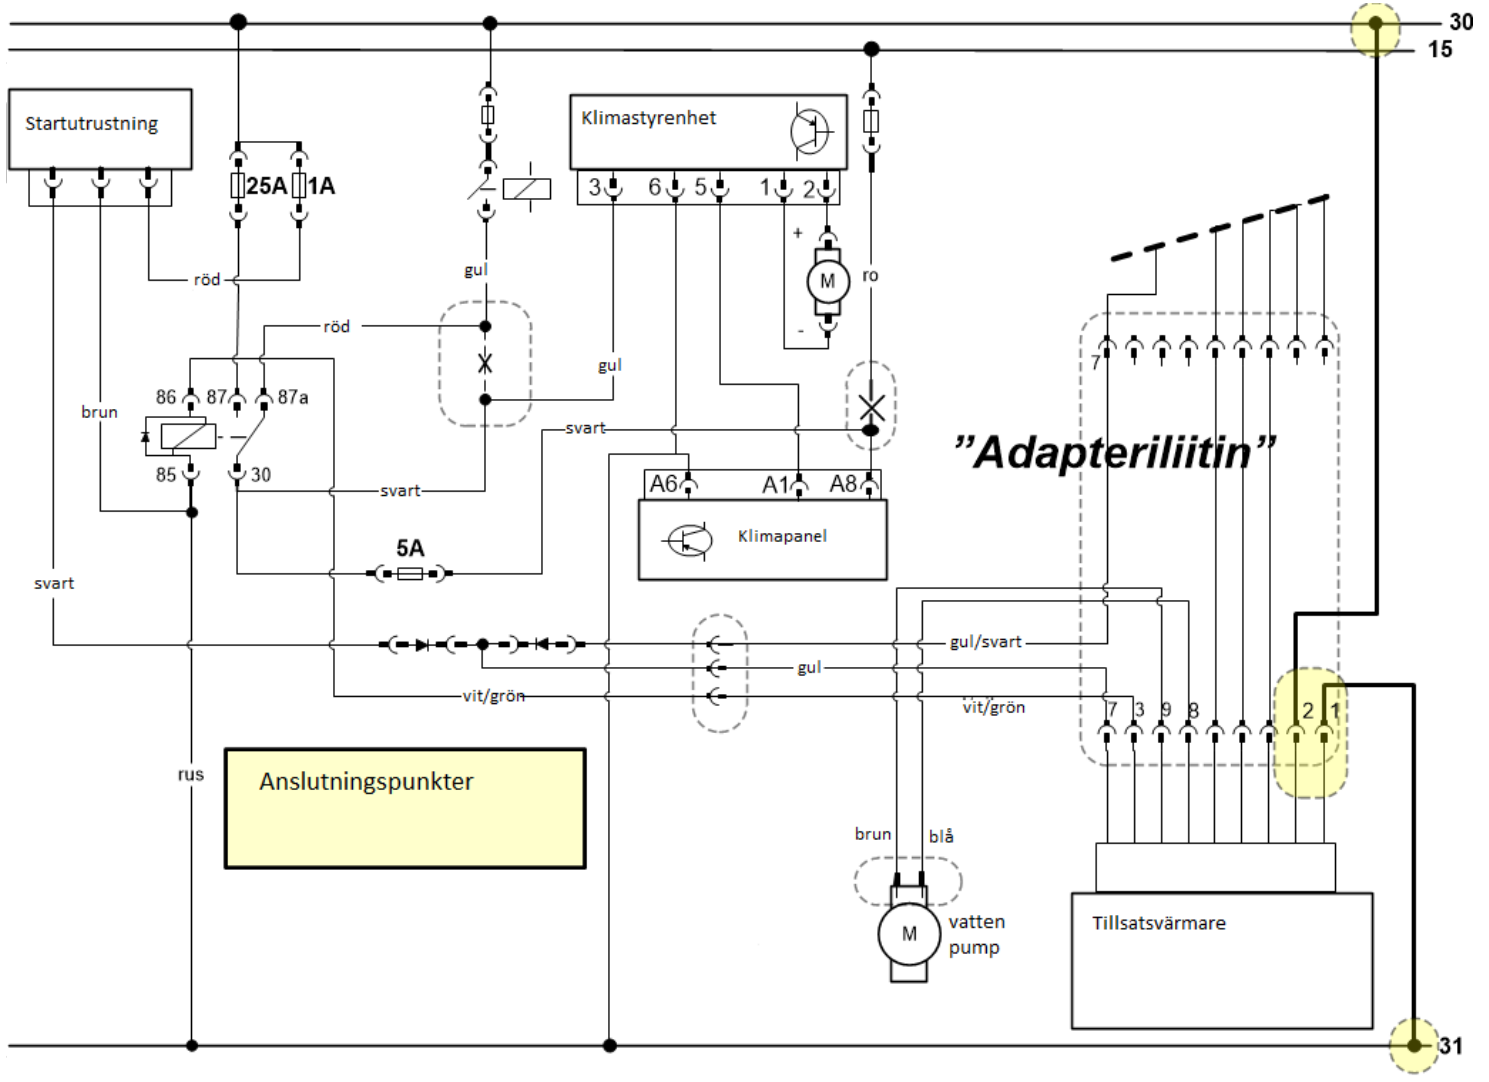 30
15
Startutrustning
Klimastyrenhet
25A
1A
3
6
5
1
2
+
M
-
röd
gul
ro
röd
gul
7
86
87
87a
brun
svart
"Adapteriliitin"
85
30
svart
A6
A1
A8
Klimapanel
5A
svart
gul/svart
gul
vit/grön
vit/grön
7
3
9
8
2
1
rus
Anslutningspunkter
brun
blå
M
vatten
pump
Tillsatsvärmare
31